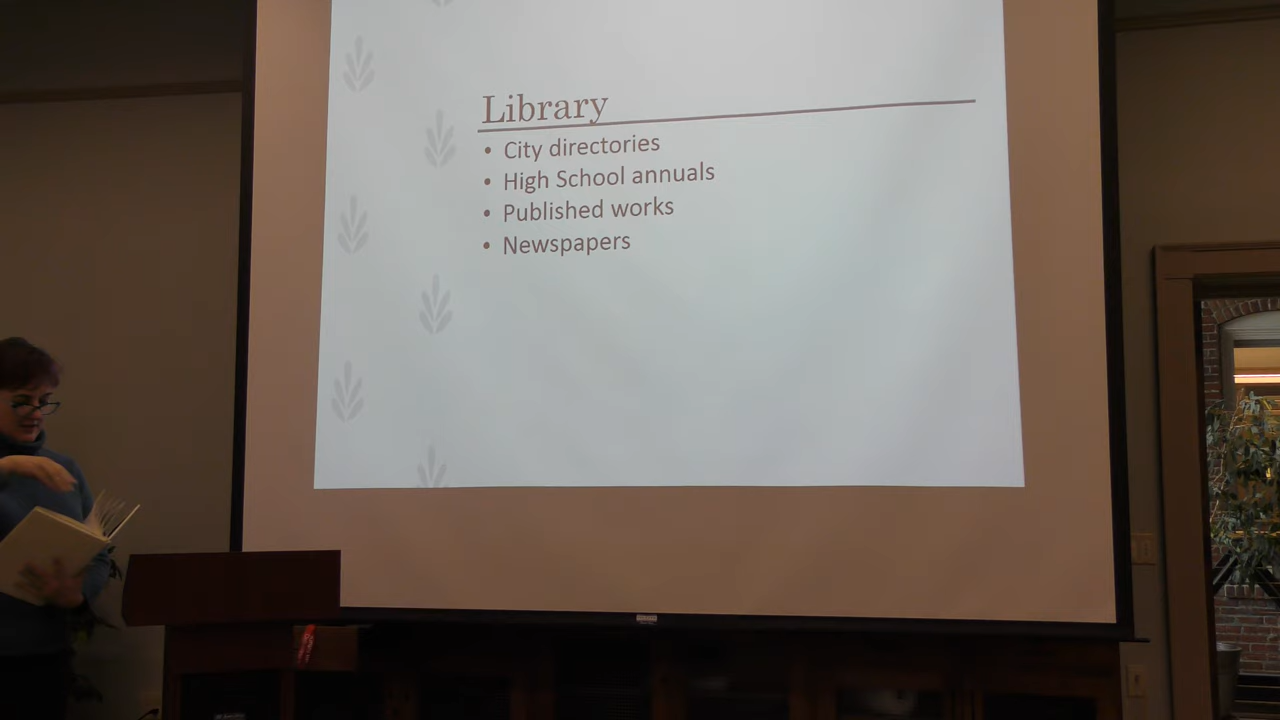 Library
• City directories
• High School annuals
• Published works
• Newspapers